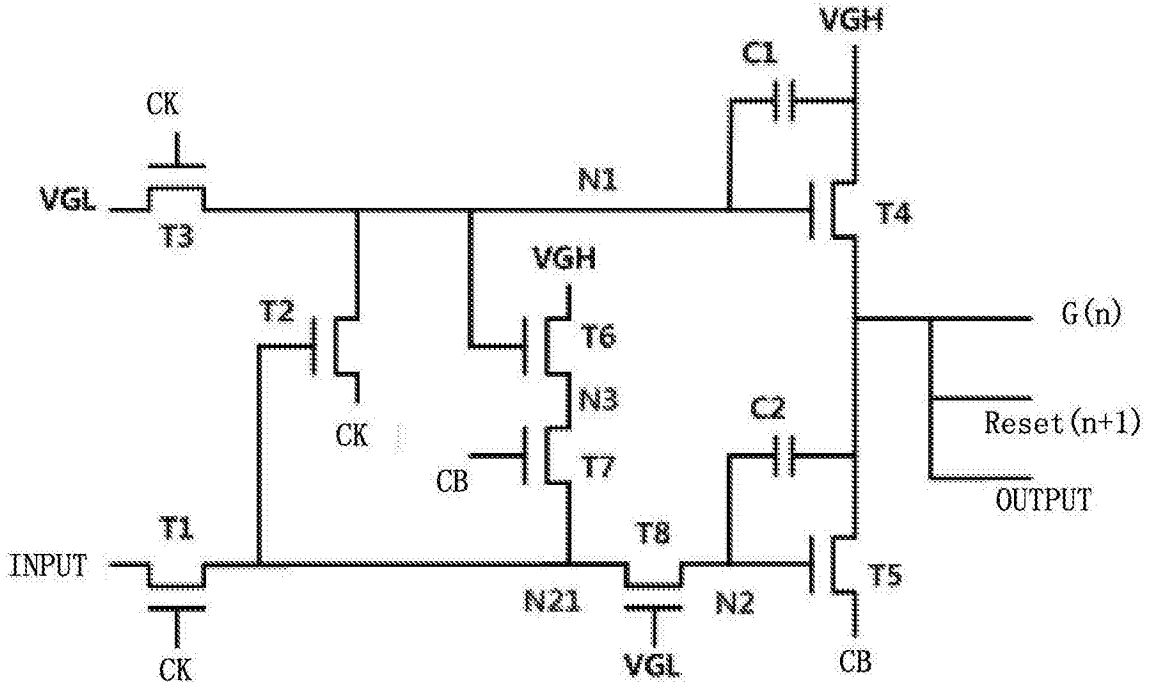 VGH
C1
CK
N1
VGL
T3
T4
VGH
T2
T6
G(n)
N3
C2
CK
Reset(n+1)
CB
T7
OUTPUT
T1
T8
INPUT
T5
N21
N2
CK
VGL
CB